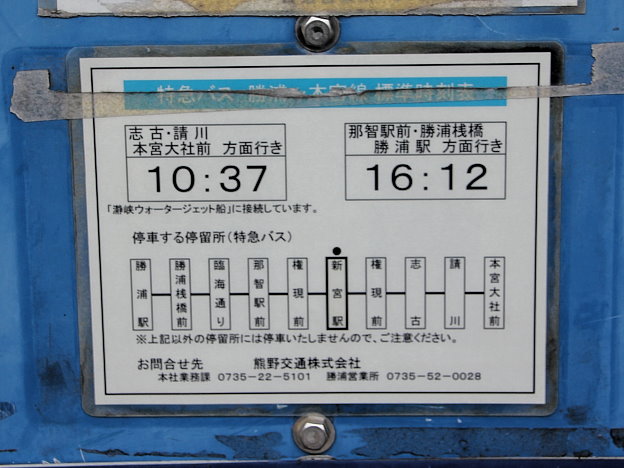 特急バス 勝浦 本宮線 標準時刻表
志古・請川
本宮大社前 方面行き
10:37
那智駅前・勝浦桟橋
勝浦駅 方面行き
16:12
「瀞峡ウォータージェット船」に接続しています。
停車する停留所(特急バス)
勝浦駅
勝浦桟橋前
臨海通り
那智駅前
権現前
新宮駅
権現前
志古
請川
本宮大社前
※上記以外の停留所には停車いたしませんので、ご注意ください。
お問合せ先 熊野交通株式会社
本社業務課 0735-22-5101 勝浦営業所 0735-52-0028